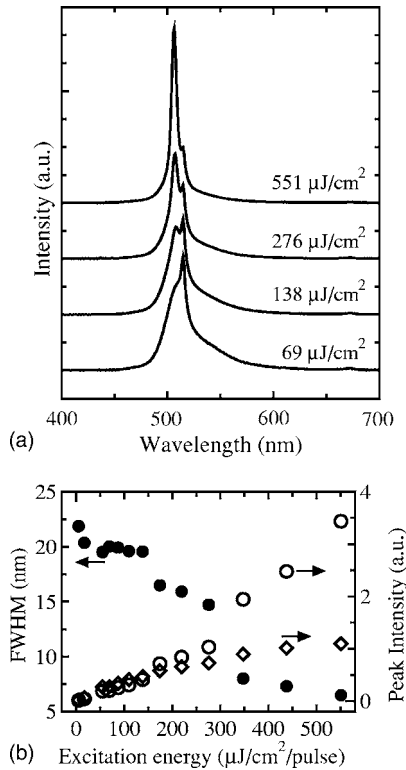 551 µJ/cm²
276 µJ/cm²
138 µJ/cm²
69 µJ/cm²
Intensity (a.u.)
400 500 600 700
(a) Wavelength (nm)
25
20
15
10
5
FWHM (nm)
4
3
2
1
0
Peak Intensity (a.u.)
0 100 200 300 400 500
(b) Excitation energy (µJ/cm²/pulse)